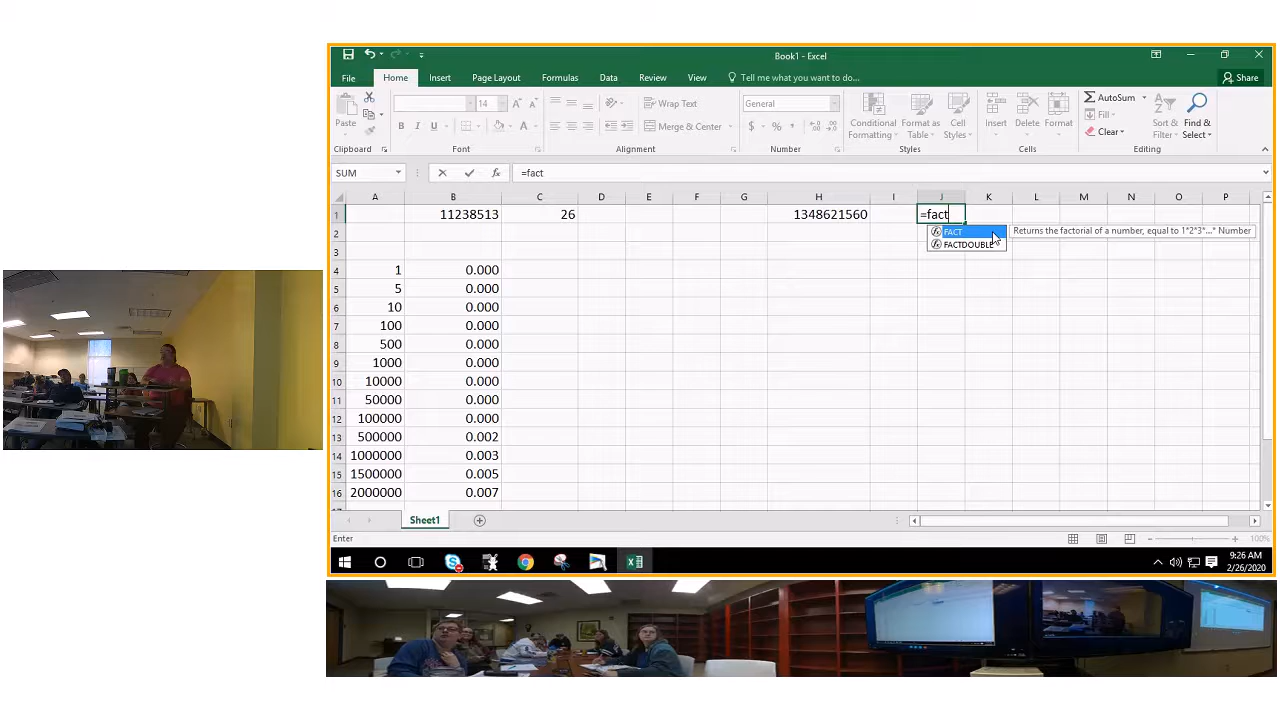 Book1 - Excel
File Home Insert Page Layout Formulas Data Review View Tell me what you want to do... Share
14 Wrap Text General AutoSum
Paste B I U Merge & Center $ % , Conditional Formatting Format as Table Cell Styles Insert Delete Format Fill Clear Sort & Filter Find & Select
Clipboard Font Alignment Number Styles Cells Editing
SUM fx =fact
A B C D E F G H I J K L M N O P
1 11238513 26 1348621560 =fact
2 FACT Returns the factorial of a number, equal to 1*2*3*...* Number
FACTDOUBLE
3
4 1 0.000
5 5 0.000
6 10 0.000
7 100 0.000
8 500 0.000
9 1000 0.000
10 10000 0.000
11 50000 0.000
12 100000 0.000
13 500000 0.002
14 1000000 0.003
15 1500000 0.005
16 2000000 0.007
Sheet1
Enter 100%
9:26 AM
2/26/2020